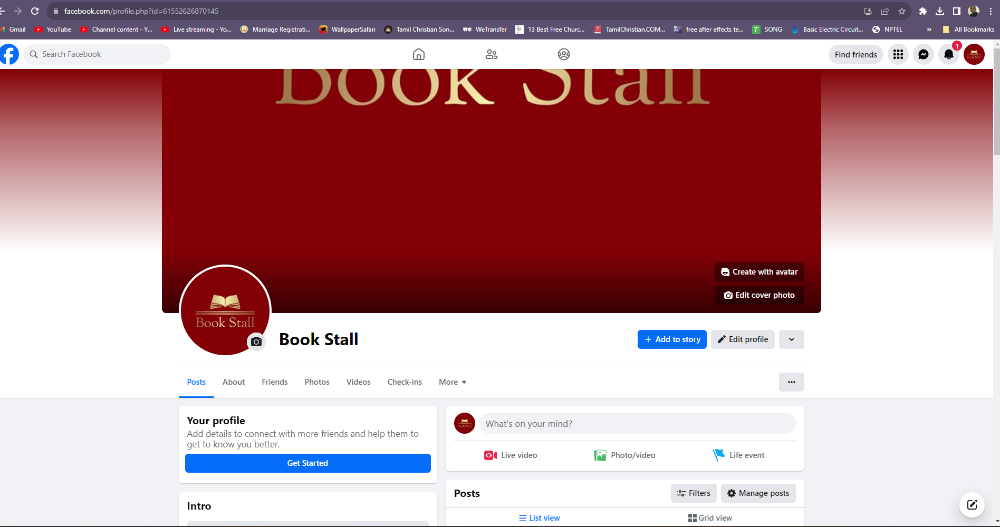 facebook.com/profile.php?id=61552626870145
Gmail YouTube Channel content - Y... Live streaming - Yo... Marriage Registrati... WallpaperSafari Tamil Christian Son... WeTransfer 13 Best Free Churc... TamilChristian.COM... free after effects te... SONG Basic Electric Circuit... NPTEL » All Bookmarks
Search Facebook
Find friends
1
Book Stall
Book Stall
Create with avatar
Edit cover photo
Book Stall
Book Stall
+ Add to story
Edit profile
Posts About Friends Photos Videos Check-ins More
Your profile
Add details to connect with more friends and help them to
get to know you better.
Get Started
Intro
Book Stall
What's on your mind?
Live video Photo/video Life event
Posts
Filters
Manage posts
List view Grid view